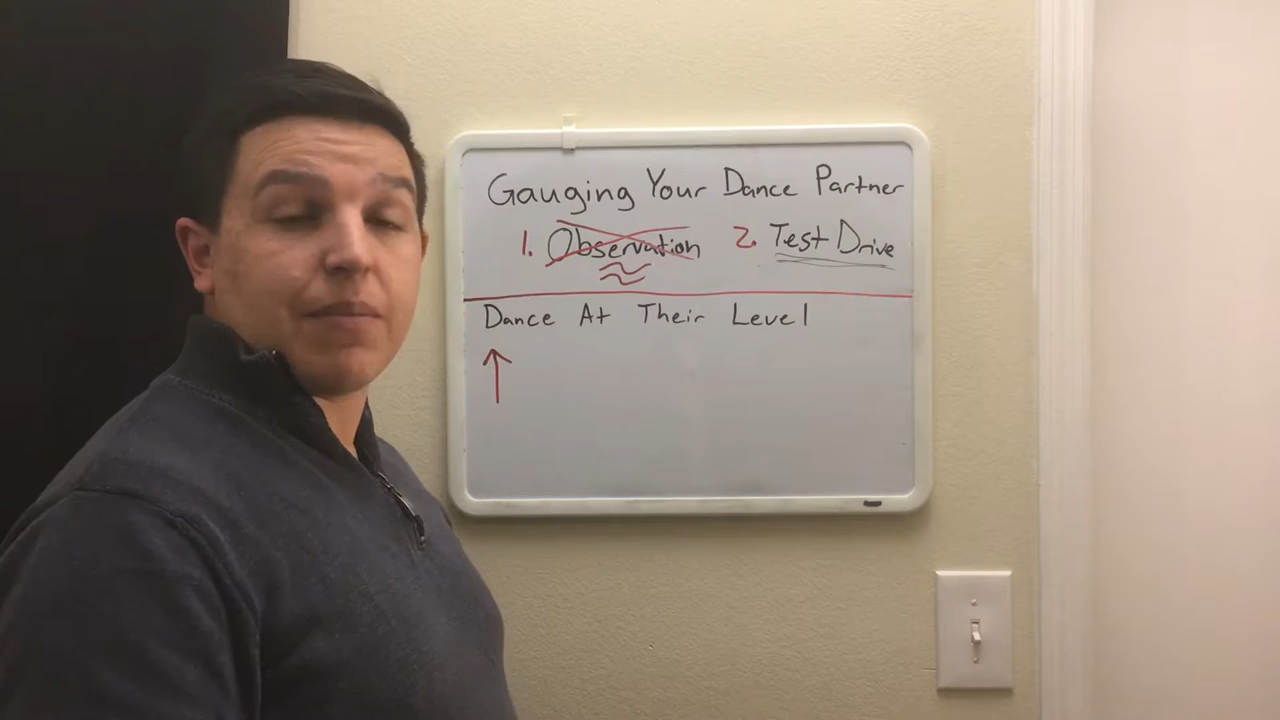 Gauging Your Dance Partner
1. Observation 2. Test Drive
Dance At Their Level